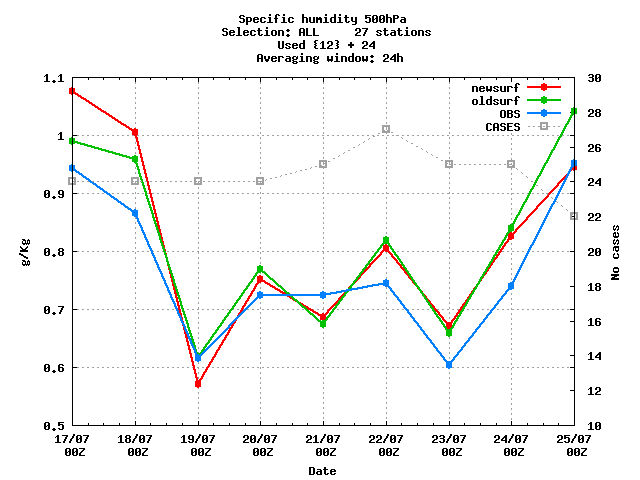 Specific humidity 500hPa
Selection: ALL 27 stations
Used {12} + 24
Averaging window: 24h
newsurf
oldsurf
OBS
CASES
1.1
1
0.9
0.8
0.7
0.6
0.5
g/Kg
30
28
26
24
22
20
18
16
14
12
10
No cases
17/07 18/07 19/07 20/07 21/07 22/07 23/07 24/07 25/07
00Z 00Z 00Z 00Z 00Z 00Z 00Z 00Z 00Z
Date